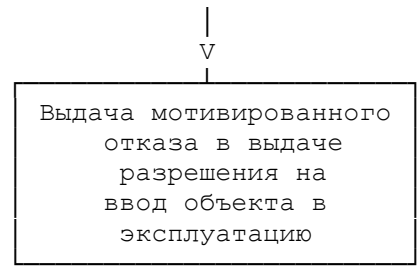 V
Выдача мотивированного
отказа в выдаче
разрешения на
ввод объекта в
эксплуатацию